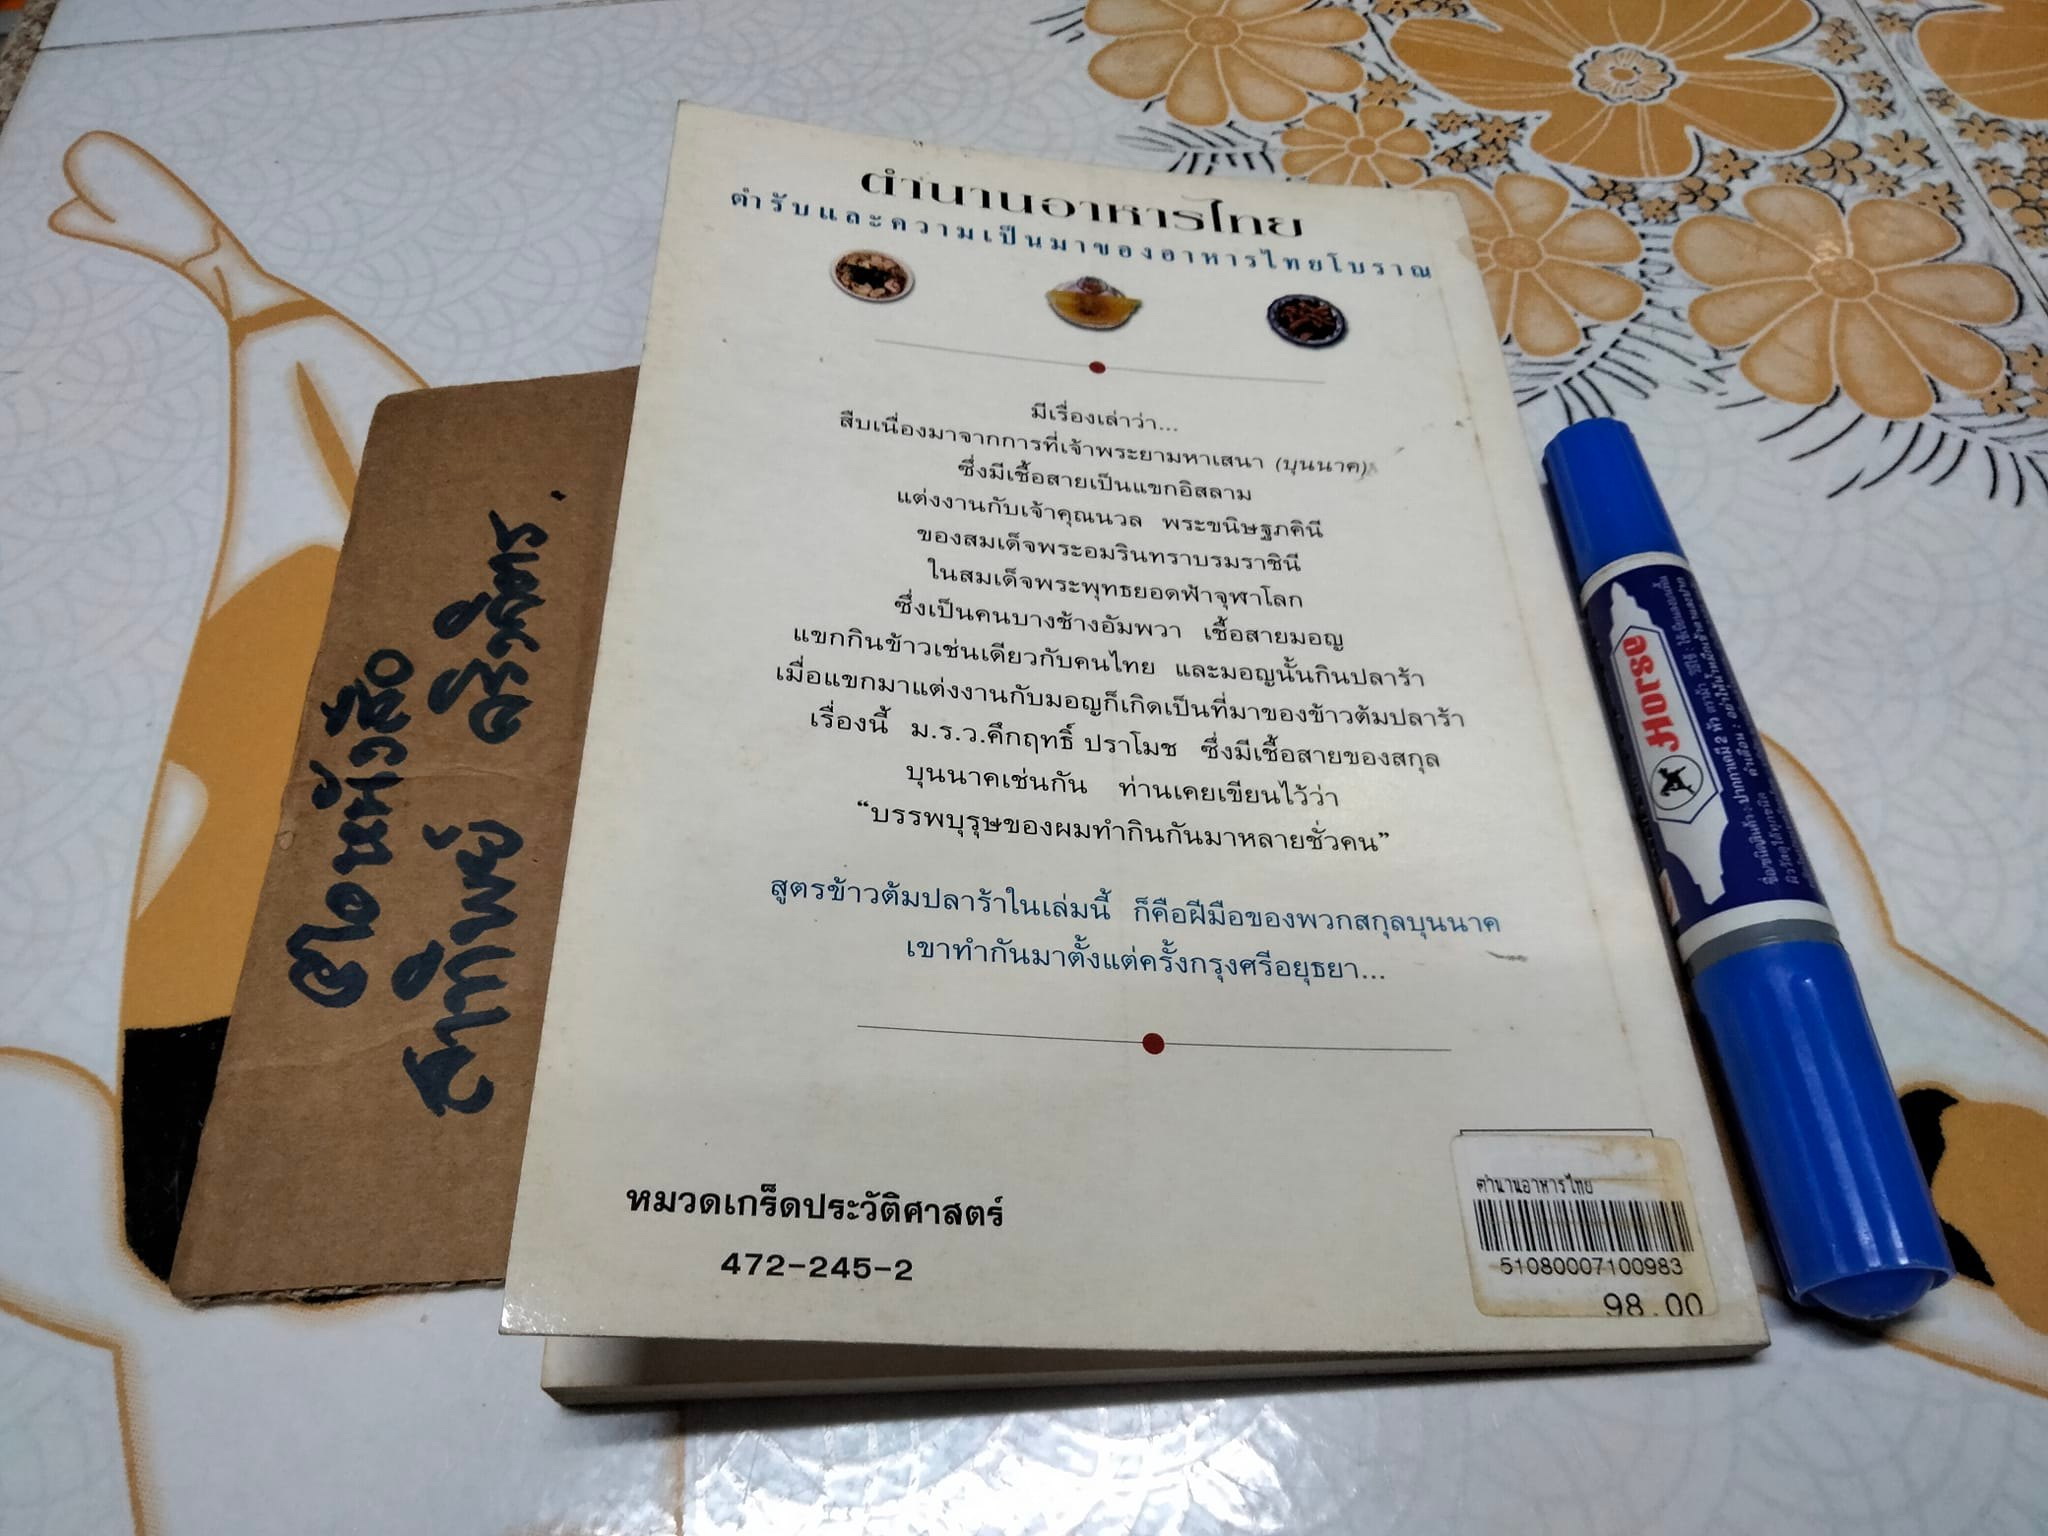 ตำนานอาหารไทย
ตำรับและความเป็นมาของอาหารไทยโบราณ
มีเรื่องเล่าว่า...
สืบเนื่องมาจากการที่เจ้าพระยามหาเสนา (บุนนาค)
ซึ่งมีเชื้อสายเป็นแขกอิสลาม
แต่งงานกับเจ้าคุณนวล พระขนิษฐภคินี
ของสมเด็จพระอมรินทราบรมราชินี
ในสมเด็จพระพุทธยอดฟ้าจุฬาโลก
ซึ่งเป็นคนบางช้างอัมพวา เชื้อสายมอญ
แขกกินข้าวเช่นเดียวกับคนไทย และมอญนั้นกินปลาร้า
เมื่อแขกมาแต่งงานกับมอญก็เกิดเป็นที่มาของข้าวต้มปลาร้า
เรื่องนี้ ม.ร.ว.คึกฤทธิ์ ปราโมช ซึ่งมีเชื้อสายของสกุล
บุนนาคเช่นกัน ท่านเคยเขียนไว้ว่า
“บรรพบุรุษของผมทำกินกันมาหลายชั่วคน”
สูตรข้าวต้มปลาร้าในเล่มนี้ ก็คือฝีมือของพวกสกุลบุนนาค
เขาทำกันมาตั้งแต่ครั้งกรุงศรีอยุธยา...
หมวดเกร็ดประวัติศาสตร์
472-245-2
ตำนานอาหารไทย
51080007100983
98.00
ตราม้า
Horse